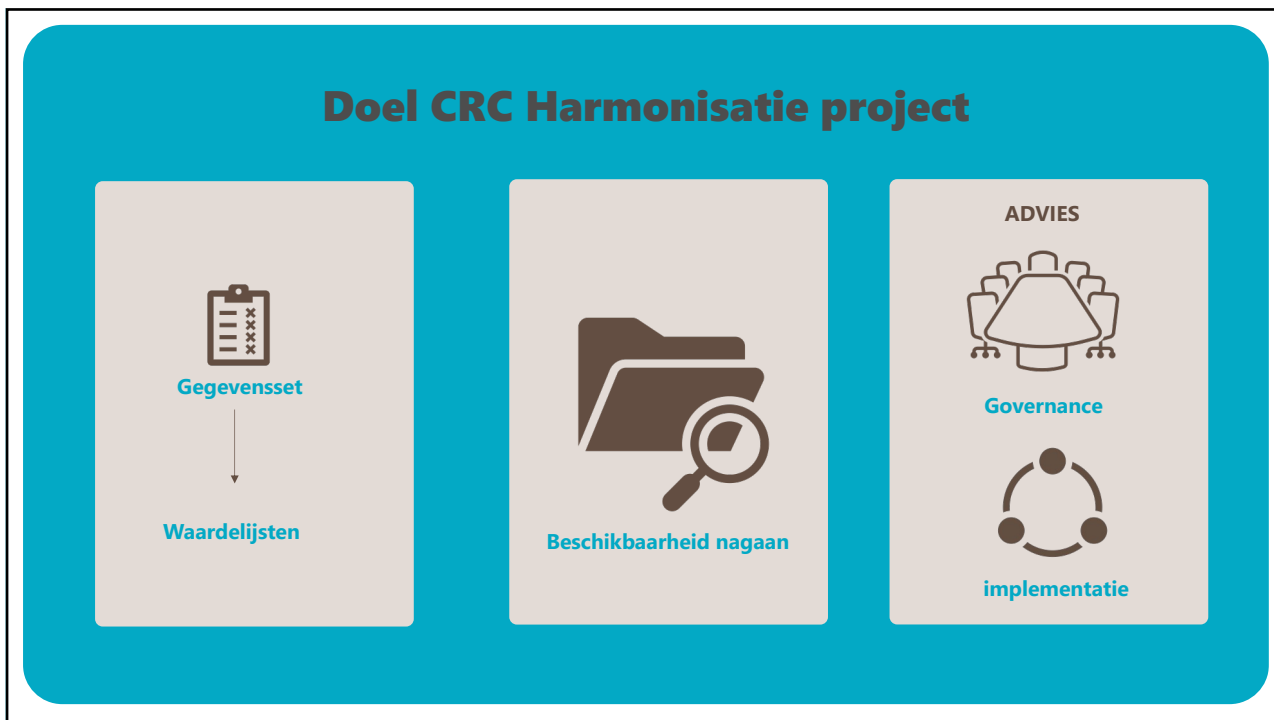 Doel CRC Harmonisatie project
Gegevensset
Waardelijsten
Beschikbaarheid nagaan
ADVIES
Governance
implementatie